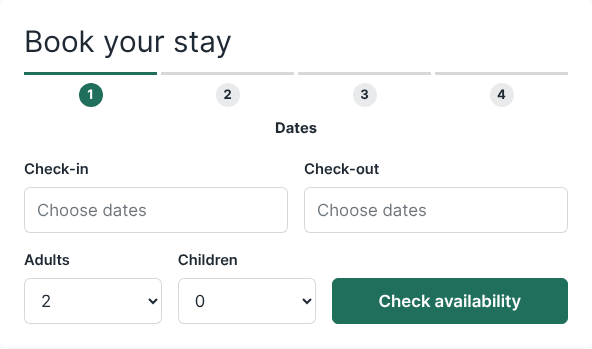 Book your stay
1 2 3 4
Dates
Check-in Check-out
Choose dates Choose dates
Adults Children
2 0 Check availability